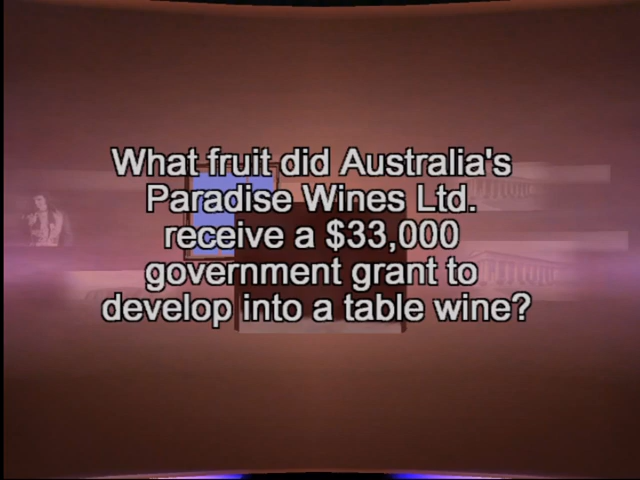 What fruit did Australia's
Paradise Wines Ltd.
receive a $33,000
government grant to
develop into a table wine?